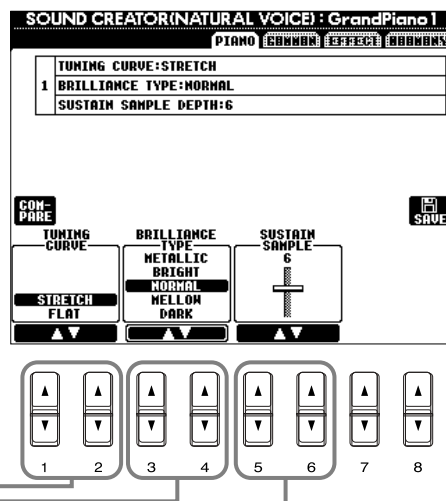 SOUND CREATOR(NATURAL VOICE) : GrandPiano1
PIANO COMMON EFFECT HARMONY
TUNING CURVE:STRETCH
1 BRILLIANCE TYPE:NORMAL
SUSTAIN SAMPLE DEPTH:6
COM-
PARE
SAVE
TUNING
CURVE
STRETCH
FLAT
BRILLIANCE
TYPE
METALLIC
BRIGHT
NORMAL
MELLOW
DARK
SUSTAIN
SAMPLE
6
1 2 3 4 5 6 7 8